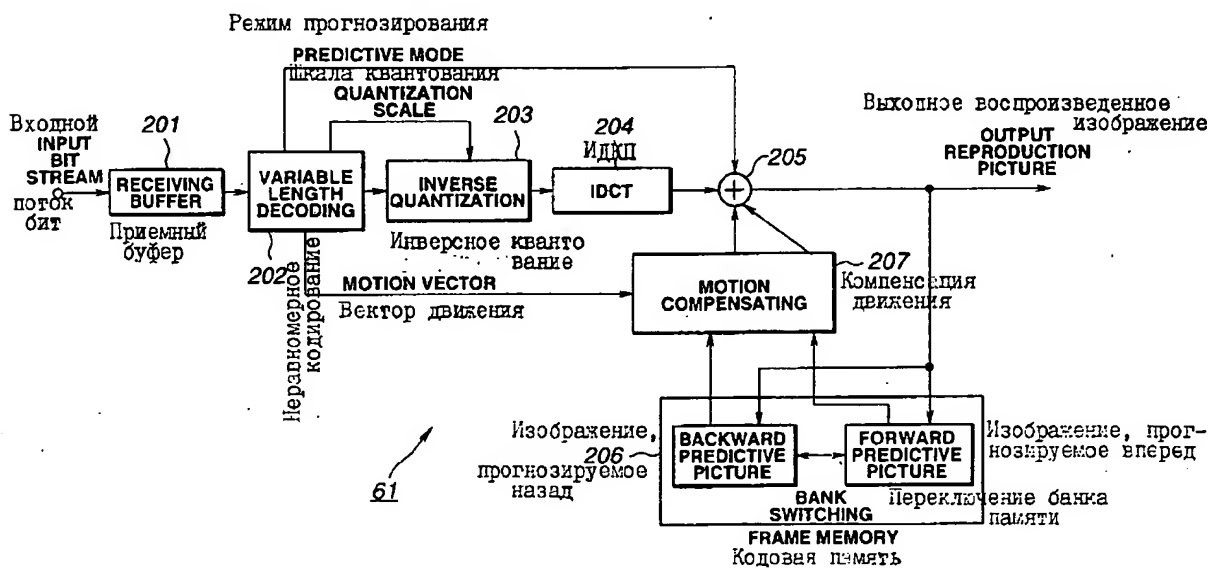 Режим прогнозирования
PREDICTIVE MODE
Шкала квантования
QUANTIZATION
SCALE
Входной
INPUT
BIT
STREAM
поток
бит
201
RECEIVING
BUFFER
Приемный
буфер
VARIABLE
LENGTH
DECODING
202
Неравномерное
кодирование
203
INVERSE
QUANTIZATION
Инверсное кванто
вание
204
ИДКП
IDCT
205
Выходное воспроизведенное
изображение
OUTPUT
REPRODUCTION
PICTURE
MOTION VECTOR
Вектор движения
MOTION
COMPENSATING
207
Компенсация
движения
61
Изображение,
206
прогнозируемое
назад
BACKWARD
PREDICTIVE
PICTURE
FORWARD
PREDICTIVE
PICTURE
Изображение, прог-
нозируемое вперед
BANK
SWITCHING
Переключение банка
памяти
FRAME MEMORY
Кодовая память